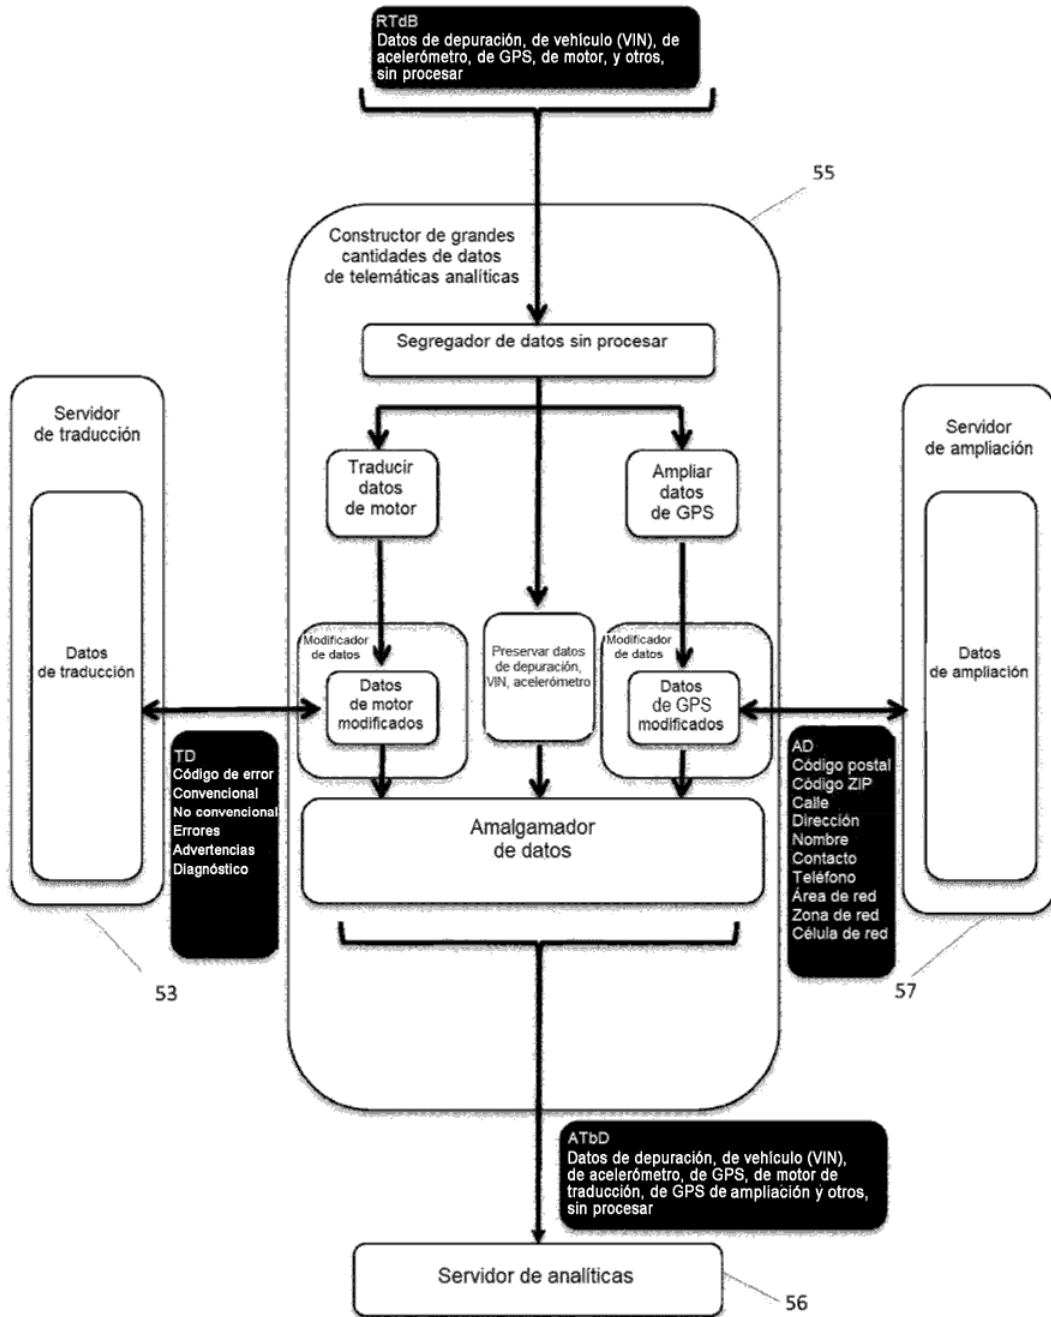 RTdB
Datos de depuración, de vehículo (VIN), de
acelerómetro, de GPS, de motor, y otros,
sin procesar
55
Constructor de grandes
cantidades de datos
de telemáticas analíticas
Segregador de datos sin procesar
Servidor
de traducción
Servidor
de ampliación
Traducir
datos
de motor
Ampliar
datos
de GPS
Modificador
de datos
Preservar datos
de depuración,
VIN, acelerómetro
Modificador
de datos
Datos
de traducción
Datos
de motor
modificados
Datos
de GPS
modificados
Datos
de ampliación
TD
Código de error
Convencional
No convencional
Errores
Advertencias
Diagnóstico
AD
Código postal
Código ZIP
Calle
Dirección
Nombre
Contacto
Teléfono
Área de red
Zona de red
Célula de red
Amalgamador
de datos
53
57
ATbD
Datos de depuración, de vehículo (VIN),
de acelerómetro, de GPS, de motor de
traducción, de GPS de ampliación y otros,
sin procesar
Servidor de analíticas
56